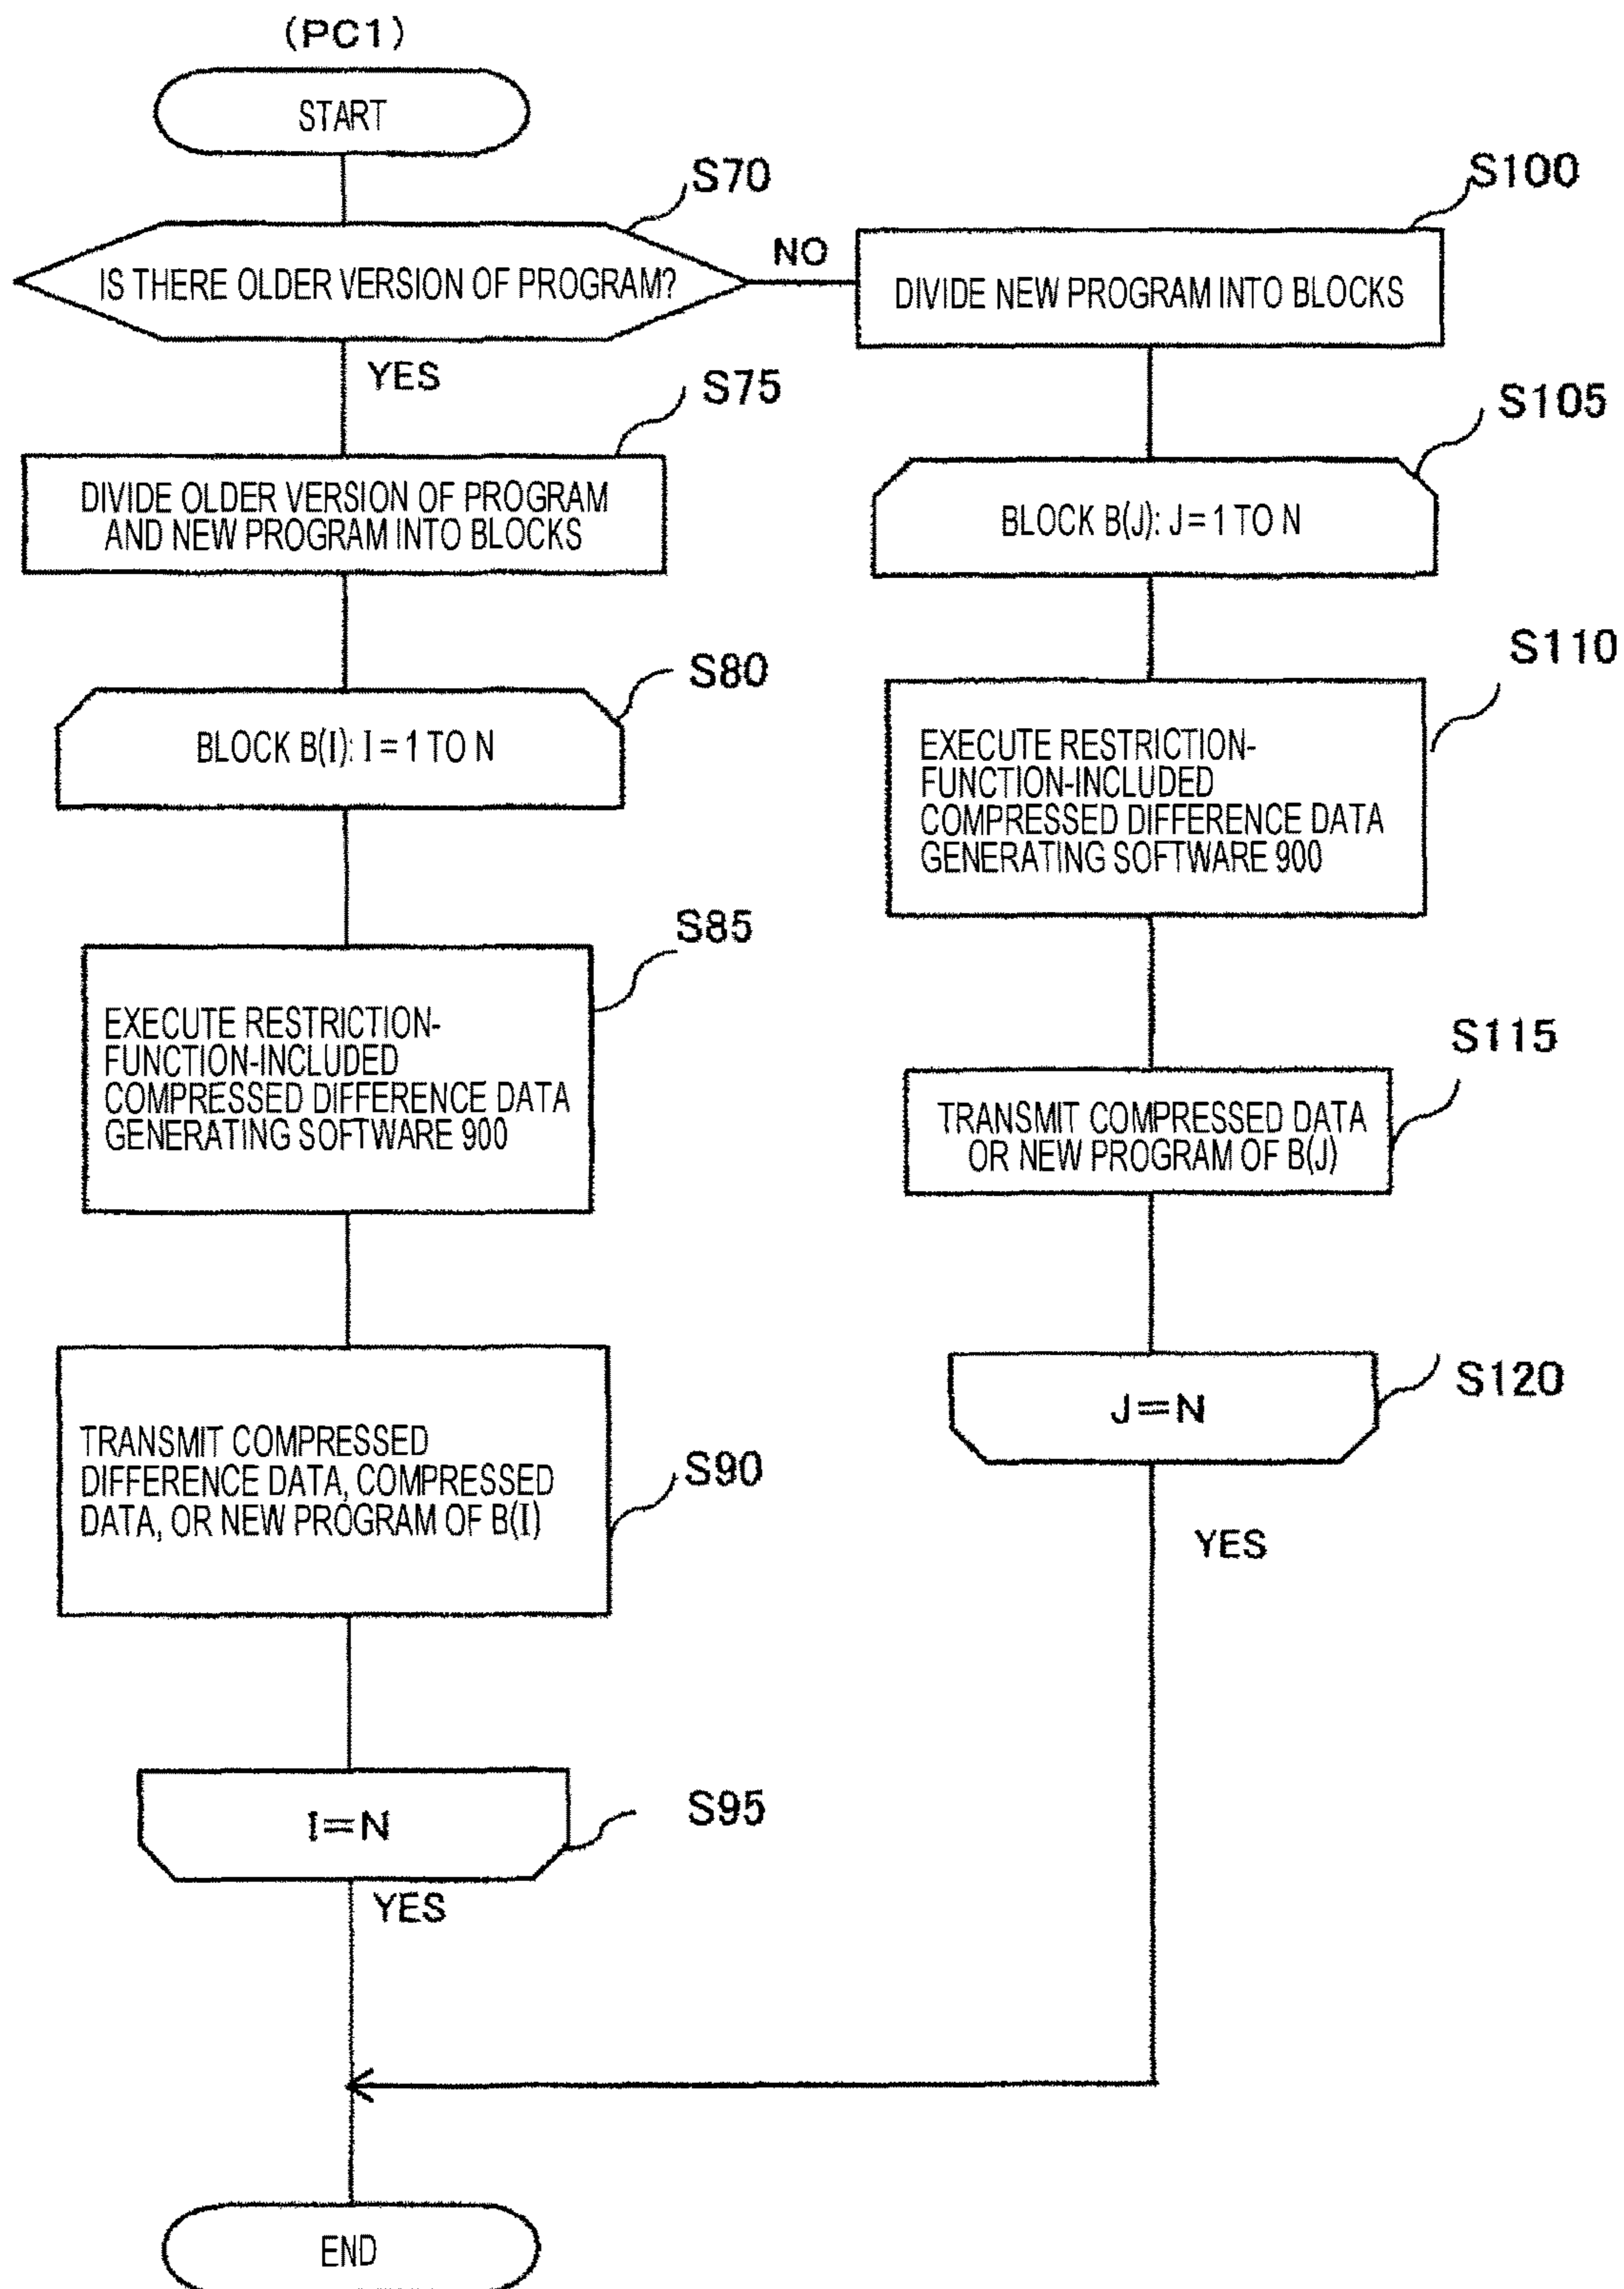 (PC1)
START
S70
IS THERE OLDER VERSION OF PROGRAM?
NO
YES
S75
DIVIDE OLDER VERSION OF PROGRAM
AND NEW PROGRAM INTO BLOCKS
S80
BLOCK B(I): I = 1 TO N
S85
EXECUTE RESTRICTION-
FUNCTION-INCLUDED
COMPRESSED DIFFERENCE DATA
GENERATING SOFTWARE 900
S90
TRANSMIT COMPRESSED
DIFFERENCE DATA, COMPRESSED
DATA, OR NEW PROGRAM OF B(I)
I=N
S95
YES
S100
DIVIDE NEW PROGRAM INTO BLOCKS
S105
BLOCK B(J): J = 1 TO N
S110
EXECUTE RESTRICTION-
FUNCTION-INCLUDED
COMPRESSED DIFFERENCE DATA
GENERATING SOFTWARE 900
S115
TRANSMIT COMPRESSED DATA
OR NEW PROGRAM OF B(J)
J=N
S120
YES
END